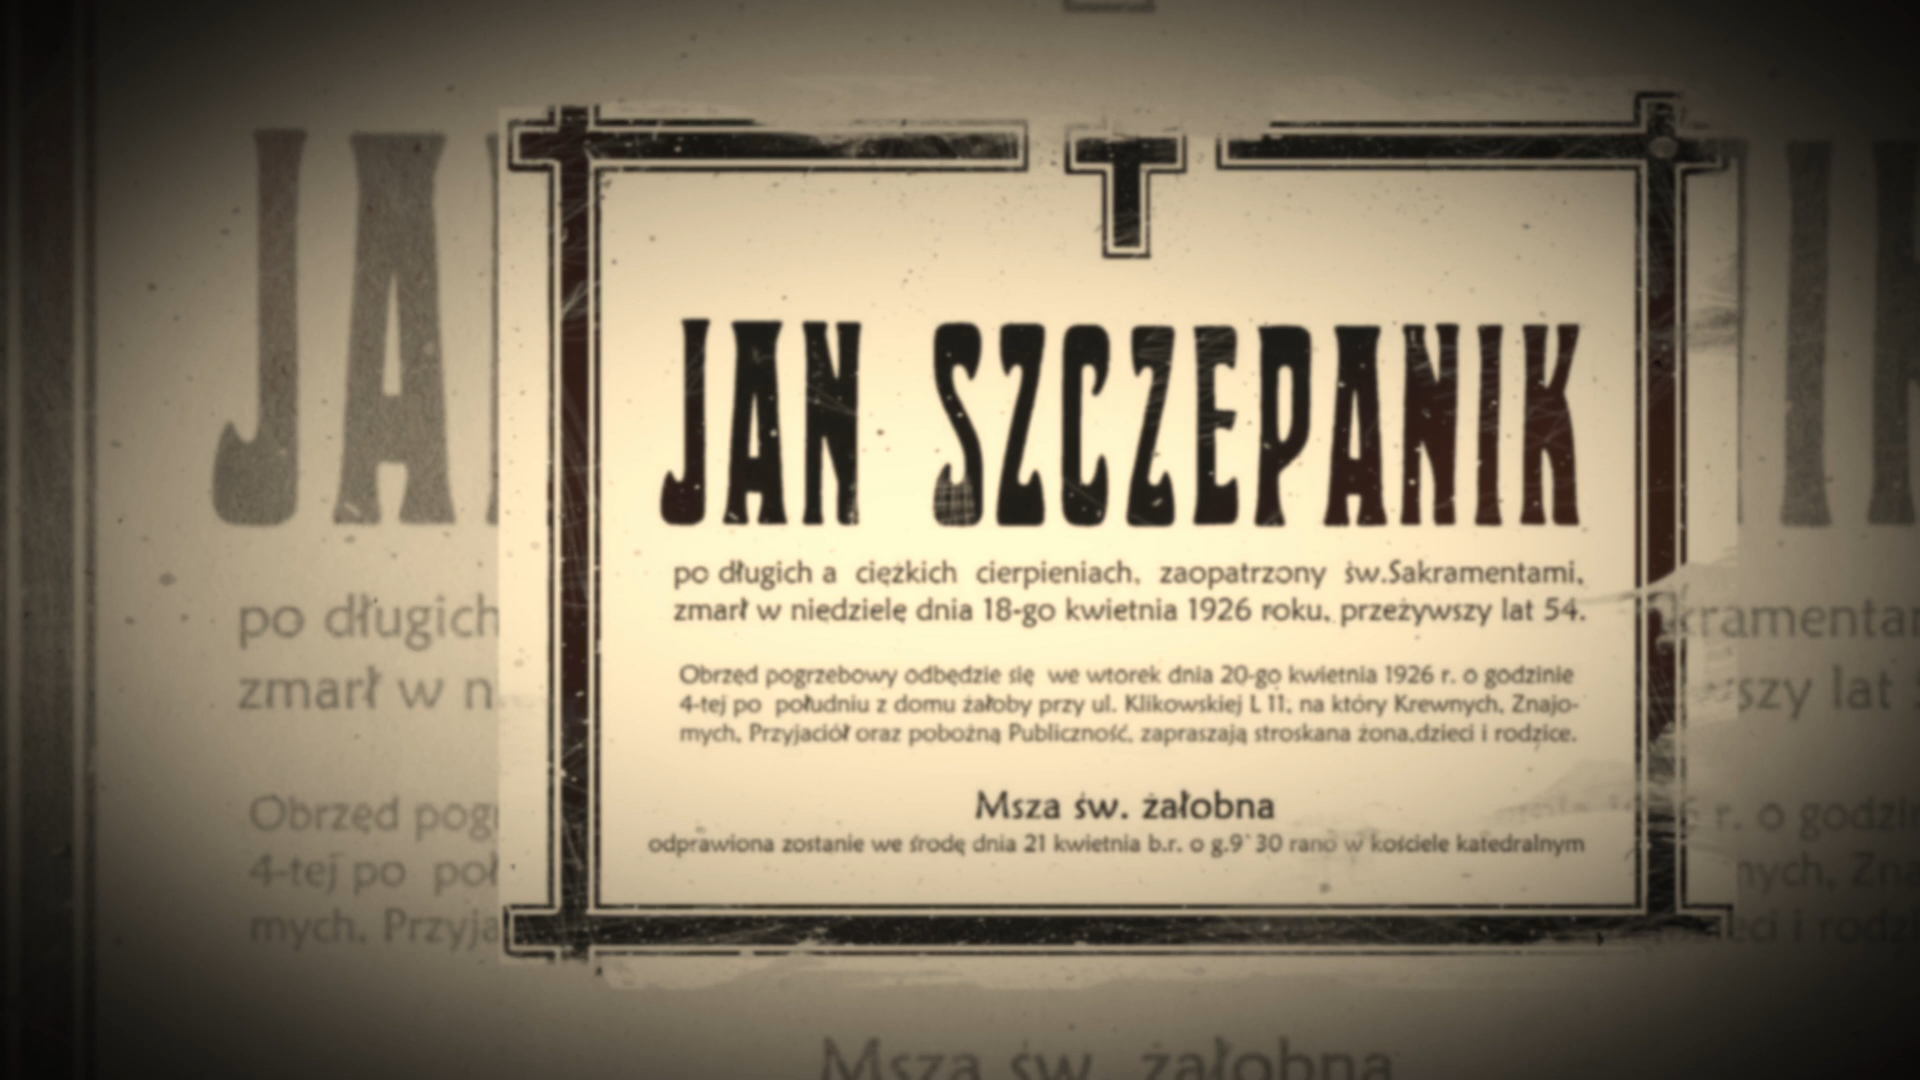 JAN SZCZEPANIK
po długich a ciężkich cierpieniach, zaopatrzony św.Sakramentami,
zmarł w niedzielę dnia 18-go kwietnia 1926 roku, przeżywszy lat 54.
Obrzęd pogrzebowy odbędzie się we wtorek dnia 20-go kwietnia 1926 r. o godzinie
4-tej po południu z domu żałoby przy ul. Klikowskiej L 11, na który Krewnych, Znajo-
mych, Przyjaciół oraz pobożną Publiczność, zapraszają stroskana żona,dzieci i rodzice.
Msza św. żałobna
odprawiona zostanie we środę dnia 21 kwietnia b.r. o g.9`30 rano w kościele katedralnym
Msza św. żałobna